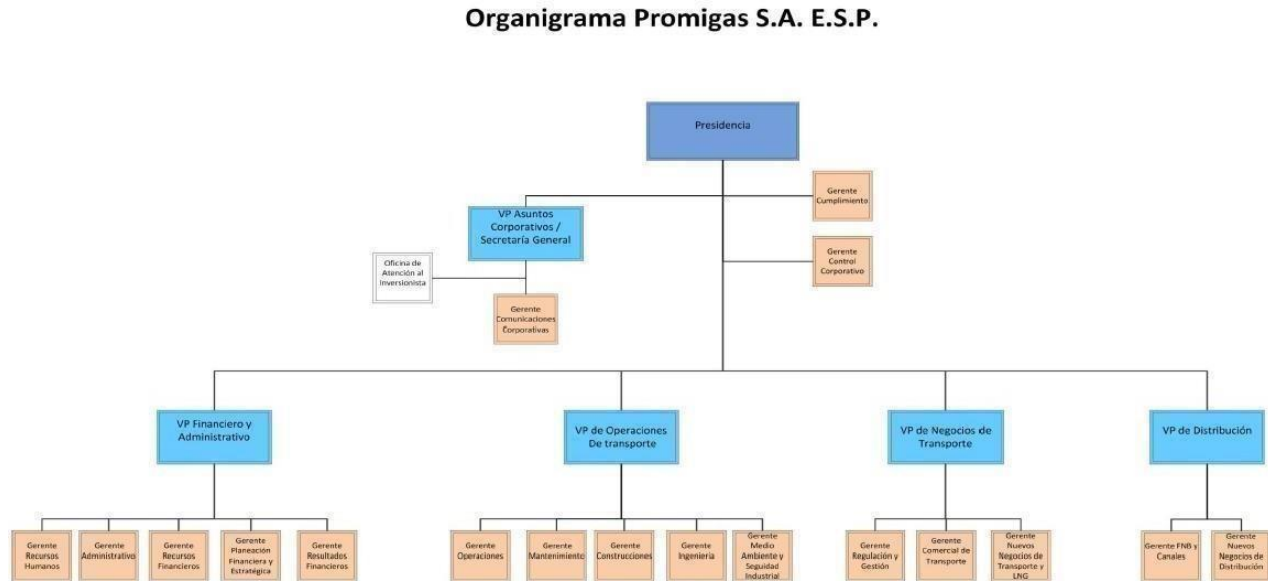 Organigrama Promigas S.A. E.S.P.
Presidencia
Gerente
Cumplimiento
VP Asuntos
Corporativos /
Secretaría General
Gerente
Control
Corporativo
Oficina de
Atención al
Inversionista
Gerente
Comunicaciones
Corporativas
VP Financiero y
Administrativo
VP de Operaciones
De transporte
VP de Negocios de
Transporte
VP de Distribución
Gerente
Recursos
Humanos
Gerente
Administrativo
Gerente
Recursos
Financieros
Gerente
Planeación
Financiera y
Estratégica
Gerente
Resultados
Financieros
Gerente
Operaciones
Gerente
Mantenimiento
Gerente
Construcciones
Gerente
Ingeniería
Gerente
Medio
Ambiente y
Seguidad
Industrial
Gerente
Regulación y
Gestión
Gerente
Comercial de
Transporte
Gerente
Nuevos
Negocios de
Transporte y
LNG
Gerente FNB y
Canales
Gerente
Nuevos
Negocios de
Distribución